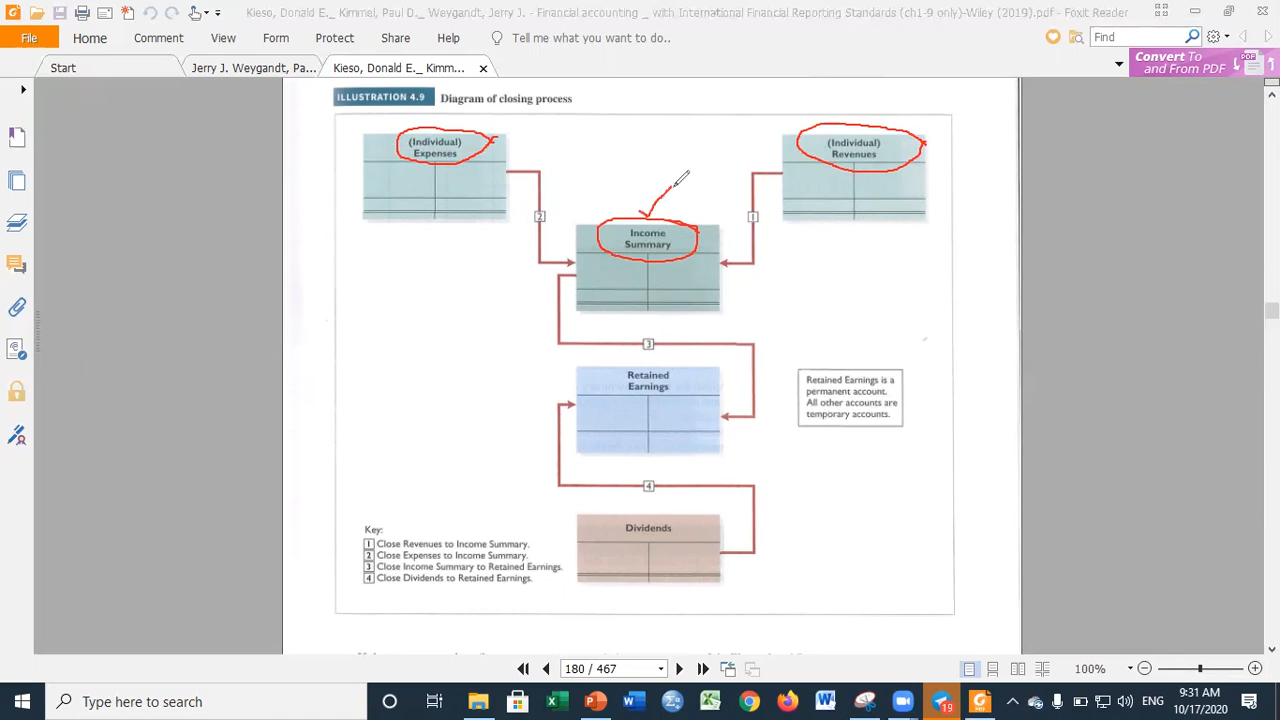 Kieso, Donald E._ Kimmel, Paul D._ Weygandt, Jerry J. - Financial accounting _ with International Financial Reporting Standards (ch1-9 only)-Wiley (2019).pdf - Foxit Reader
File Home Comment View Form Protect Share Help Tell me what you want to do.. Find
Start Jerry J. Weygandt, Pa... Kieso, Donald E._ Kimm...
Convert To
and From PDF
ILLUSTRATION 4.9 Diagram of closing process
(Individual)
Expenses
(Individual)
Revenues
2
1
Income
Summary
3
Retained
Earnings
Retained Earnings is a
permanent account.
All other accounts are
temporary accounts.
4
Dividends
Key:
1 Close Revenues to Income Summary.
2 Close Expenses to Income Summary.
3 Close Income Summary to Retained Earnings.
4 Close Dividends to Retained Earnings.
180 / 467
100%
Type here to search
19
ENG
9:31 AM
10/17/2020